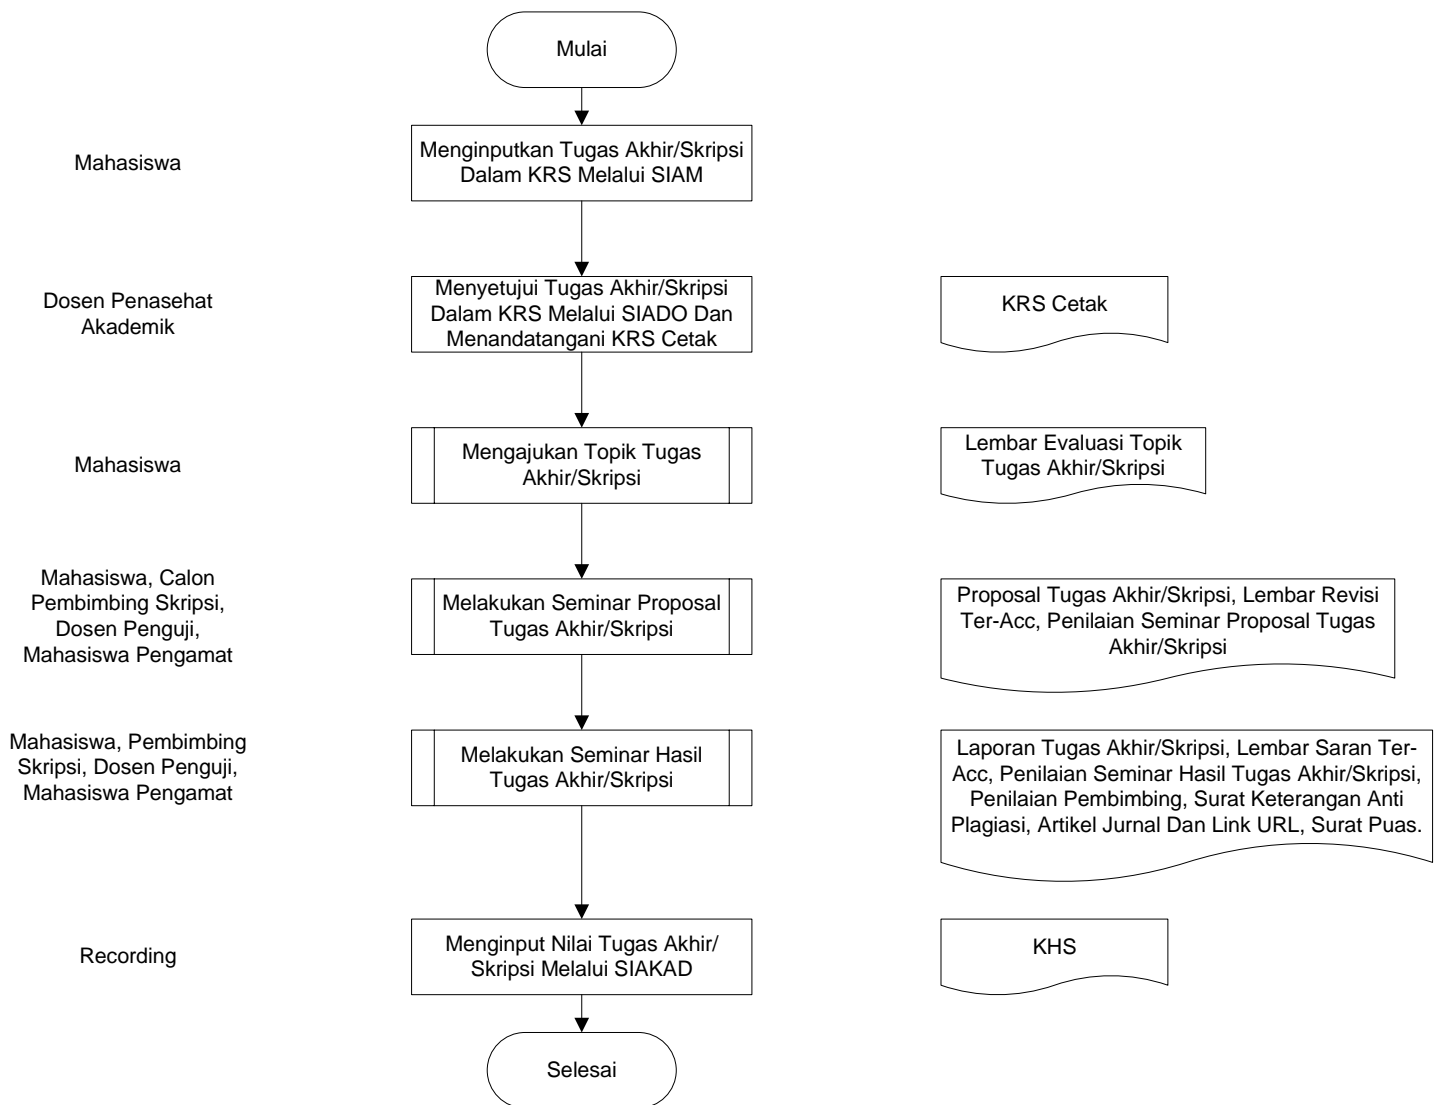 Mulai
Mahasiswa
Menginputkan Tugas Akhir/Skripsi
Dalam KRS Melalui SIAM
Dosen Penasehat
Akademik
Menyetujui Tugas Akhir/Skripsi
Dalam KRS Melalui SIADO Dan
Menandatangani KRS Cetak
KRS Cetak
Mahasiswa
Mengajukan Topik Tugas
Akhir/Skripsi
Lembar Evaluasi Topik
Tugas Akhir/Skripsi
Mahasiswa, Calon
Pembimbing Skripsi,
Dosen Penguji,
Mahasiswa Pengamat
Melakukan Seminar Proposal
Tugas Akhir/Skripsi
Proposal Tugas Akhir/Skripsi, Lembar Revisi
Ter-Acc, Penilaian Seminar Proposal Tugas
Akhir/Skripsi
Mahasiswa, Pembimbing
Skripsi, Dosen Penguji,
Mahasiswa Pengamat
Melakukan Seminar Hasil
Tugas Akhir/Skripsi
Laporan Tugas Akhir/Skripsi, Lembar Saran Ter-
Acc, Penilaian Seminar Hasil Tugas Akhir/Skripsi,
Penilaian Pembimbing, Surat Keterangan Anti
Plagiasi, Artikel Jurnal Dan Link URL, Surat Puas.
Recording
Menginput Nilai Tugas Akhir/
Skripsi Melalui SIAKAD
KHS
Selesai